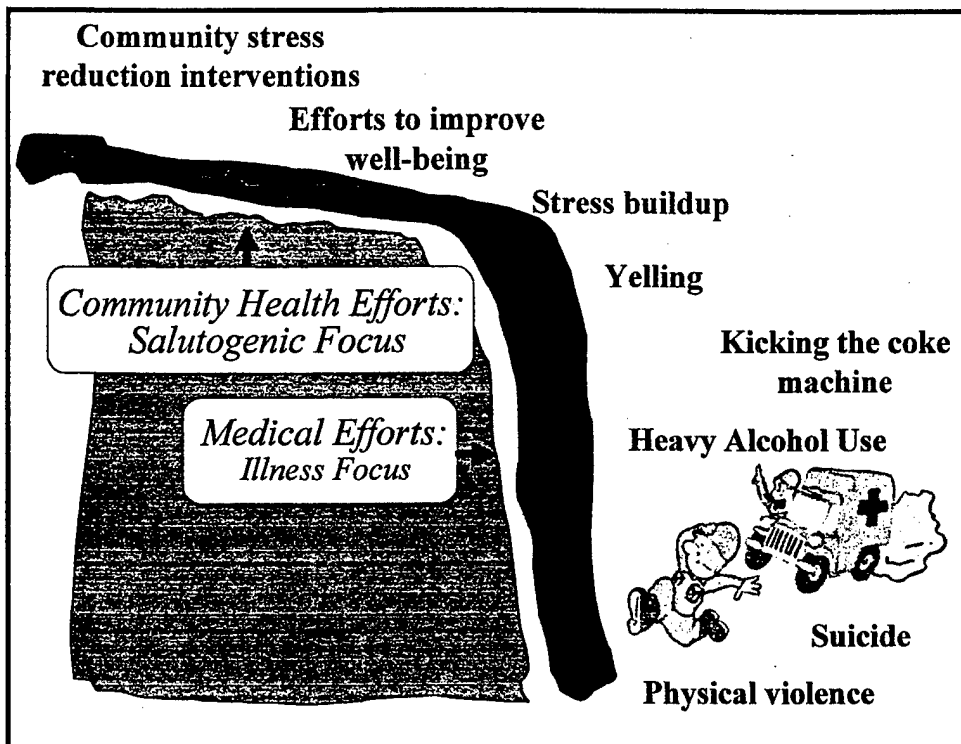 Community stress
reduction interventions
Efforts to improve
well-being
Stress buildup
Yelling
Community Health Efforts:
Salutogenic Focus
Kicking the coke
machine
Medical Efforts:
Illness Focus
Heavy Alcohol Use
Suicide
Physical violence